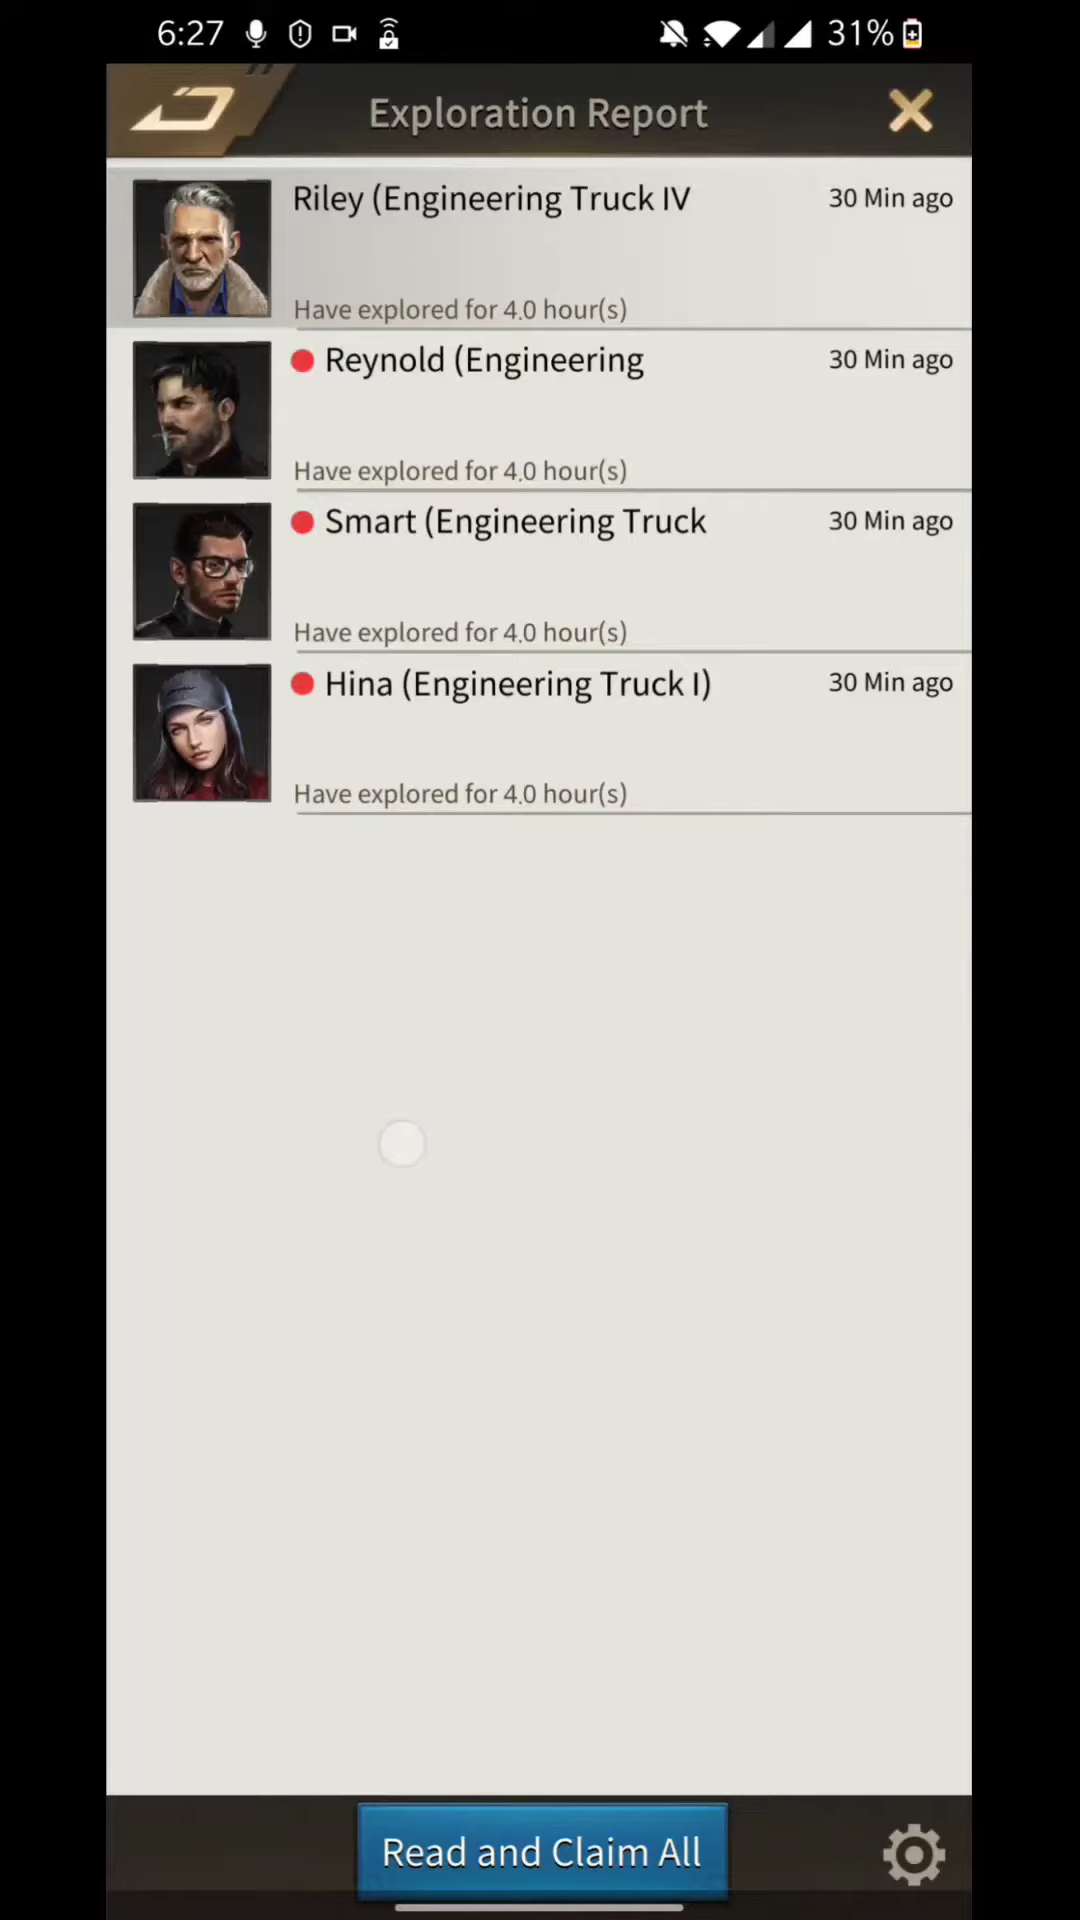 6:27
31%
Exploration Report
Riley (Engineering Truck IV
30 Min ago
Have explored for 4.0 hour(s)
Reynold (Engineering
30 Min ago
Have explored for 4.0 hour(s)
Smart (Engineering Truck
30 Min ago
Have explored for 4.0 hour(s)
Hina (Engineering Truck I)
30 Min ago
Have explored for 4.0 hour(s)
Read and Claim All